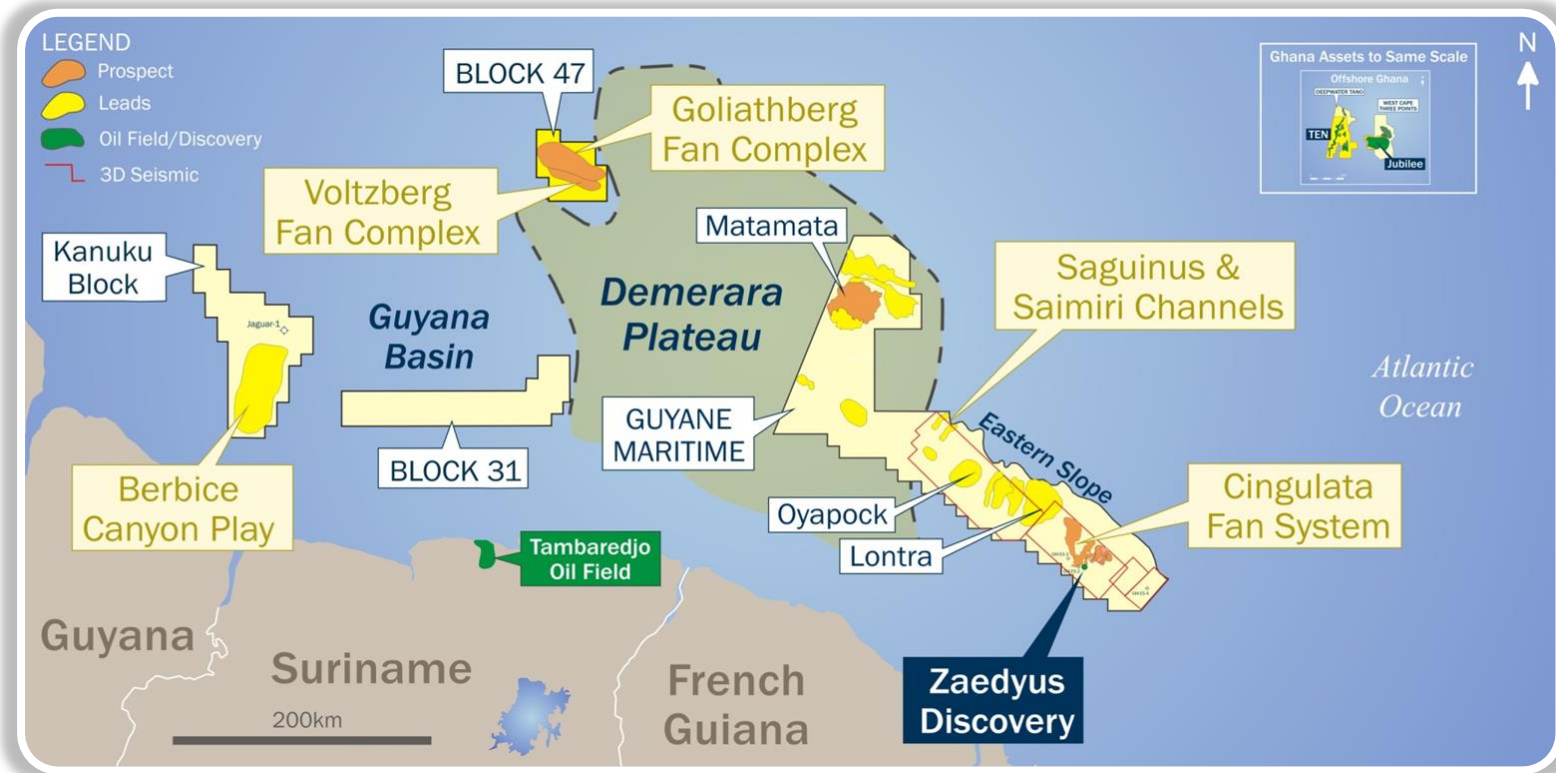 LEGEND
Prospect
Leads
Oil Field/Discovery
3D Seismic
BLOCK 47
Goliathberg
Fan Complex
Voltzberg
Fan Complex
Kanuku
Block
Jaguar-1
Guyana
Basin
Demerara
Plateau
Matamata
Saguinus &
Saimiri Channels
Ghana Assets to Same Scale
Offshore Ghana
DEEPWATER TANO
WEST CAPE
THREE POINTS
TEN
Jubilee
N
Atlantic
Ocean
GUYANE
MARITIME
BLOCK 31
Berbice
Canyon Play
Eastern Slope
Oyapock
Lontra
Cingulata
Fan System
Tambaredjo
Oil Field
Zaedyus
Discovery
Guyana
Suriname
French
Guiana
200km